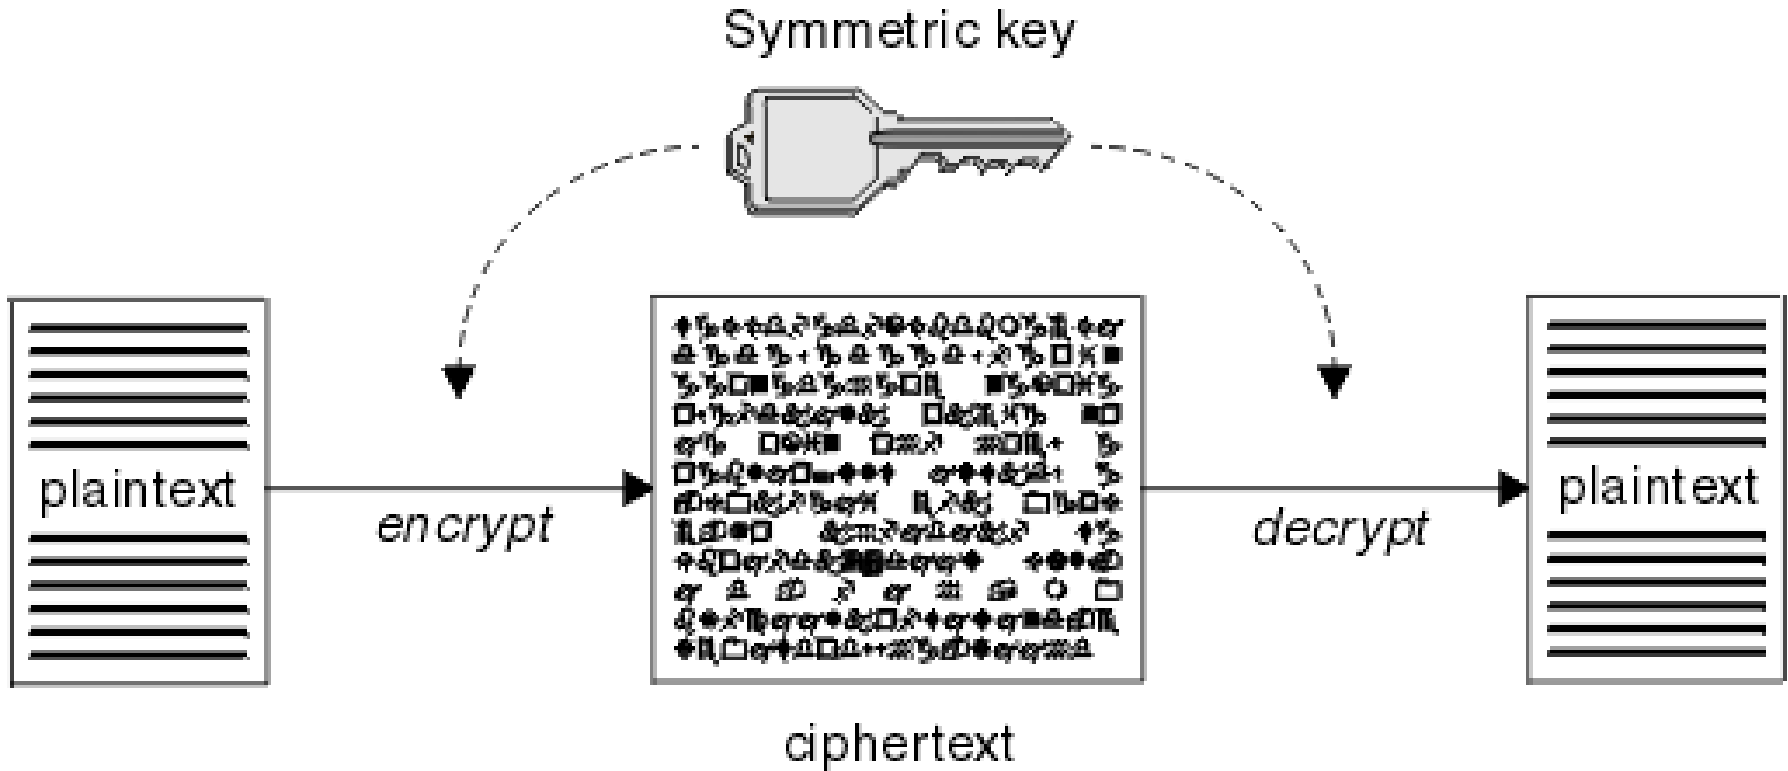 Symmetric key
plaintext
encrypt
decrypt
plaintext
ciphertext